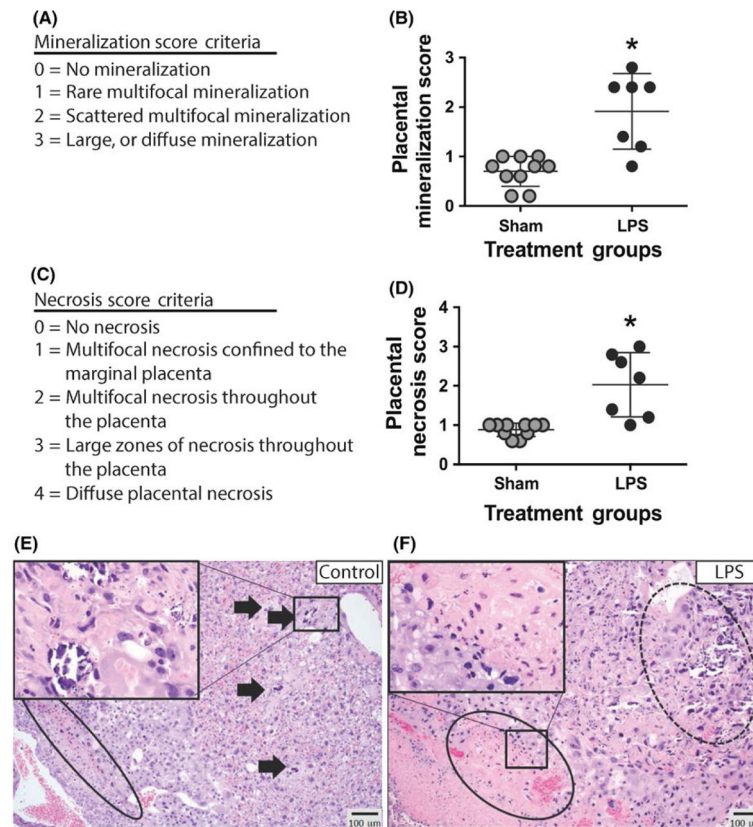 (A)
Mineralization score criteria
0 = No mineralization
1 = Rare multifocal mineralization
2 = Scattered multifocal mineralization
3 = Large, or diffuse mineralization
(B)
Placental
mineralization score
3
2
1
0
*
Sham
LPS
Treatment groups
(C)
Necrosis score criteria
0 = No necrosis
1 = Multifocal necrosis confined to the
marginal placenta
2 = Multifocal necrosis throughout
the placenta
3 = Large zones of necrosis throughout
the placenta
4 = Diffuse placental necrosis
(D)
Placental
necrosis score
4
3
2
1
0
*
Sham
LPS
Treatment groups
(E)
Control
100 µm
(F)
LPS
100 µm